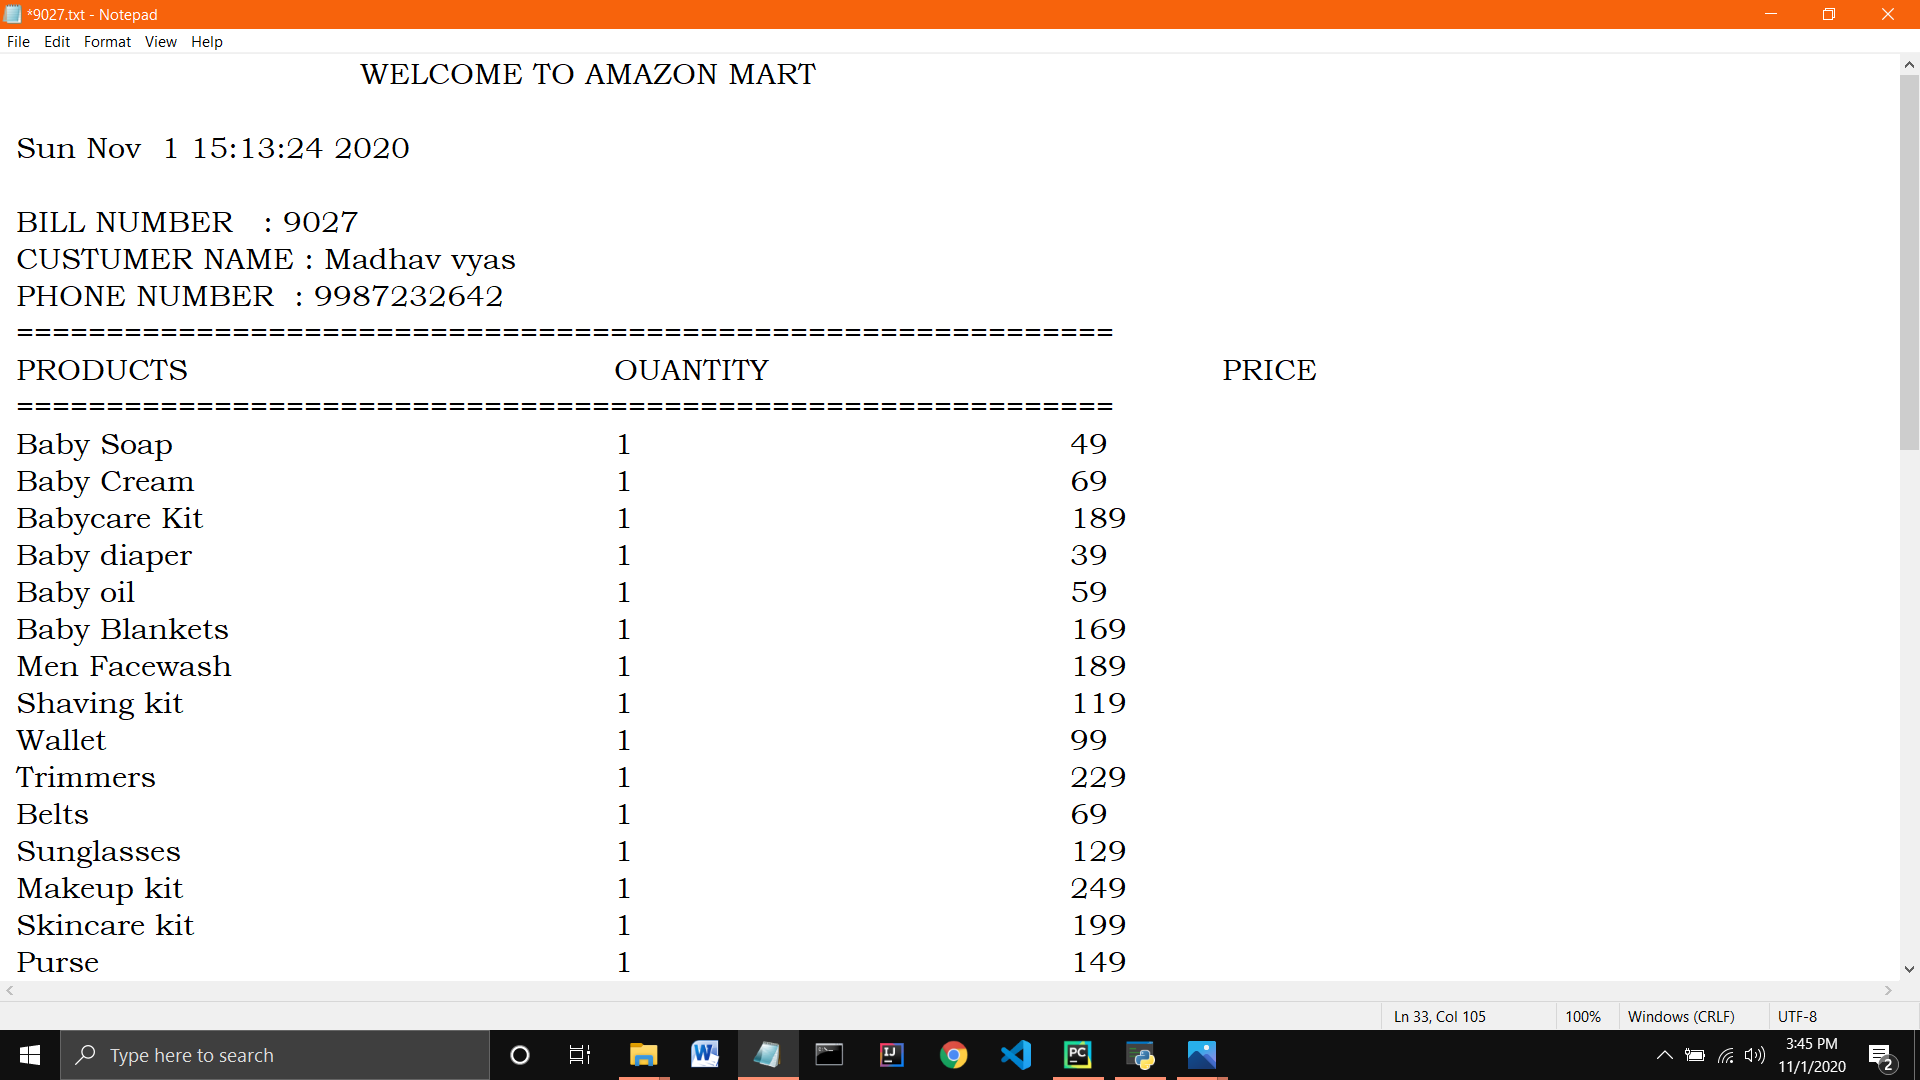 *9027.txt - Notepad
File Edit Format View Help
WELCOME TO AMAZON MART
Sun Nov  1 15:13:24 2020
BILL NUMBER   : 9027
CUSTUMER NAME : Madhav vyas
PHONE NUMBER  : 9987232642
=============================================================
PRODUCTS OUANTITY PRICE
=============================================================
Baby Soap 1 49
Baby Cream 1 69
Babycare Kit 1 189
Baby diaper 1 39
Baby oil 1 59
Baby Blankets 1 169
Men Facewash 1 189
Shaving kit 1 119
Wallet 1 99
Trimmers 1 229
Belts 1 69
Sunglasses 1 129
Makeup kit 1 249
Skincare kit 1 199
Purse 1 149
Ln 33, Col 105 100% Windows (CRLF) UTF-8
Type here to search
3:45 PM
11/1/2020
2